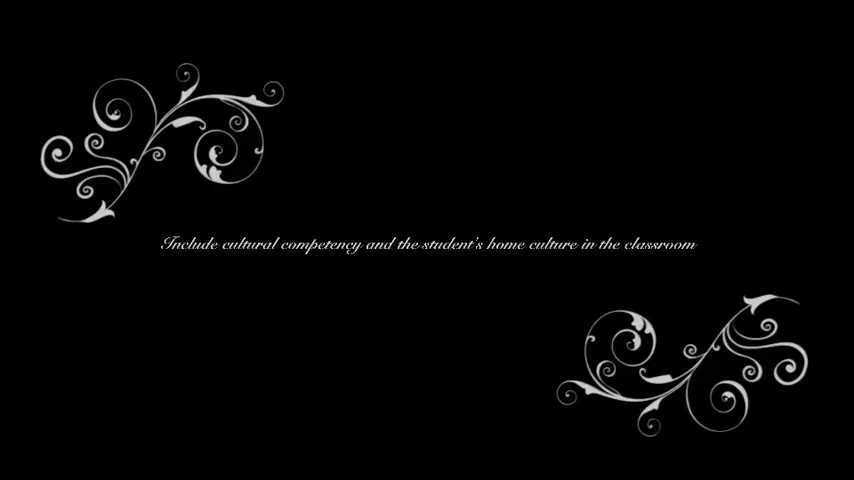 Include cultural competency and the student's home culture in the classroom